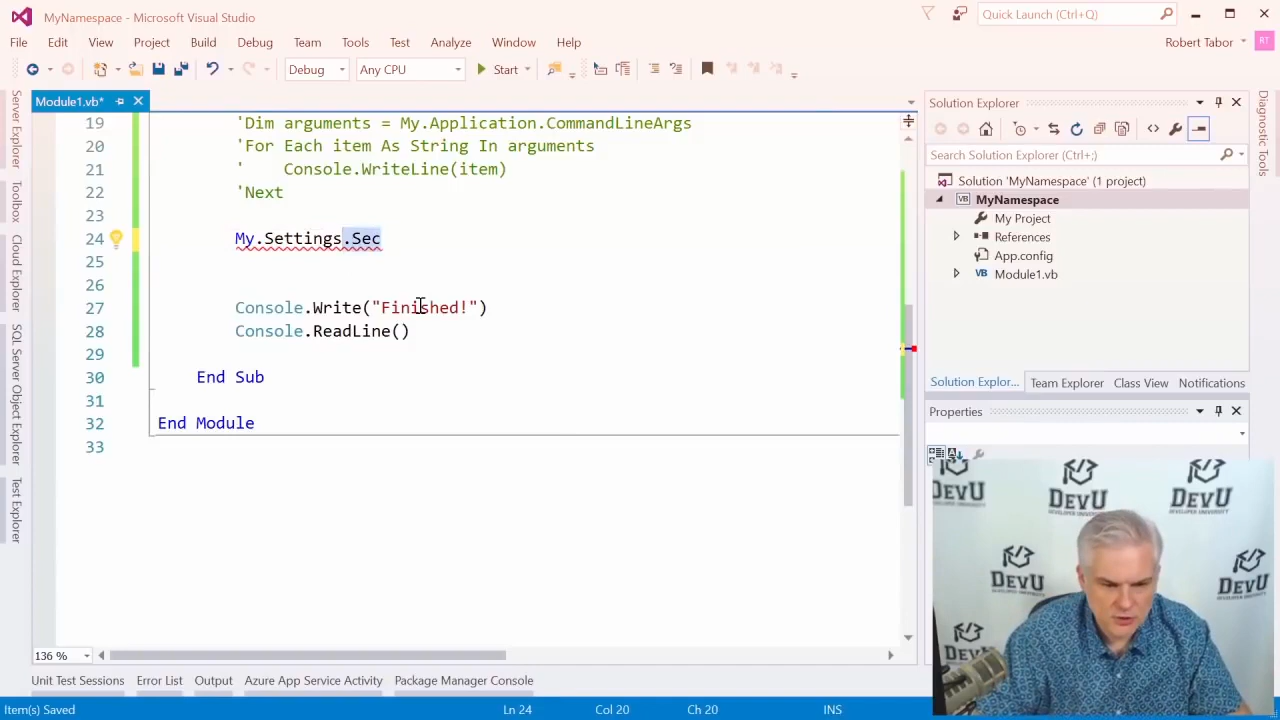 MyNamespace - Microsoft Visual Studio
Quick Launch (Ctrl+Q)
File Edit View Project Build Debug Team Tools Test Analyze Window Help
Robert Tabor RT
Debug Any CPU Start
Module1.vb*
Server Explorer
Toolbox
Cloud Explorer
SQL Server Object Explorer
Test Explorer
19 'Dim arguments = My.Application.CommandLineArgs
20 'For Each item As String In arguments
21 ' Console.WriteLine(item)
22 'Next
23
24 My.Settings.Sec
25
26
27 Console.Write("Finished!")
28 Console.ReadLine()
29
30 End Sub
31
32 End Module
33
136 %
Solution Explorer
Search Solution Explorer (Ctrl+;)
Solution 'MyNamespace' (1 project)
VB MyNamespace
My Project
References
App.config
VB Module1.vb
Solution Explor... Team Explorer Class View Notifications
Properties
Diagnostic Tools
DEVU DEVU
DEVELOPER UNIVERSITY
DEVU
DEVU
Unit Test Sessions Error List Output Azure App Service Activity Package Manager Console
Item(s) Saved Ln 24 Col 20 Ch 20 INS